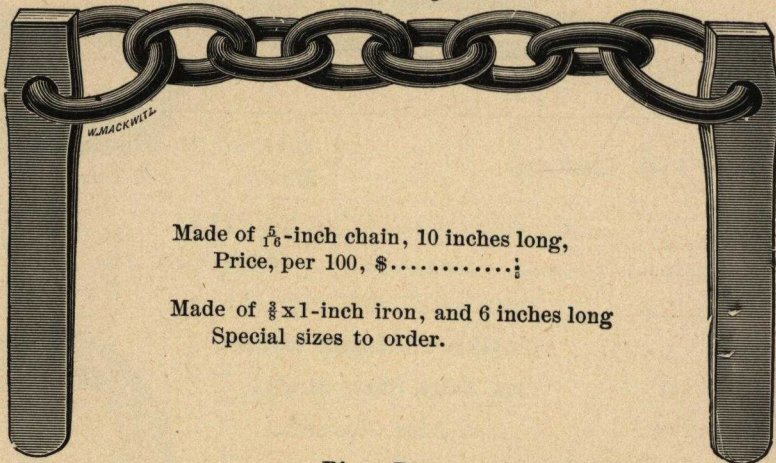 W. MACKWITZ
Made of 5/16-inch chain, 10 inches long,
Price, per 100, $............
Made of 3/8 x 1-inch iron, and 6 inches long
Special sizes to order.